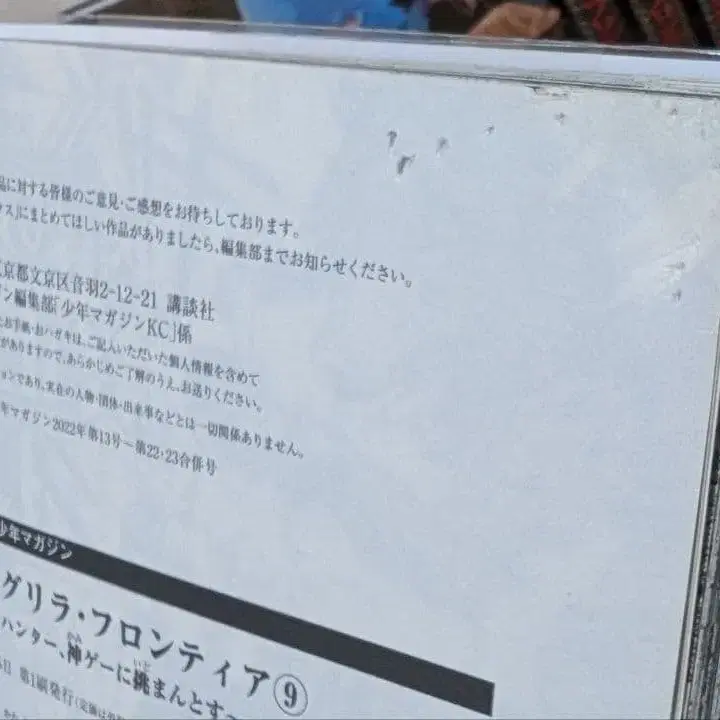 品に対する皆様のご意見・ご感想をお待ちしております。
クス」にまとめてほしい作品がありましたら、編集部までお知らせください。
京都文京区音羽2-12-21 講談社
ン編集部「少年マガジンKC」係
お手紙・おハガキは、ご記入いただいた個人情報を含めて
がありますので、あらかじめご了解のうえ、お送りください。
ョンであり、実在の人物・団体・出来事などとは一切関係ありません。
年マガジン2022年第13号〜第22・23合併号
少年マガジン
グリラ・フロンティア⑨
ハンター、神ゲーに挑まんとす〜
日 第1刷発行